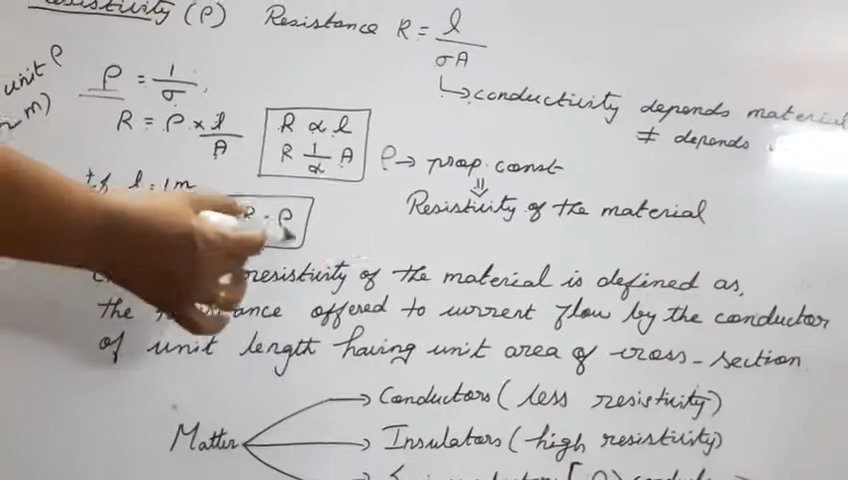 (ρ) Resistance R = l / σA
unit ρ
m)
ρ = 1/σ,
↳ conductivity depends material
≠ depends
R = ρ × l/A
R α l
R 1/α A
ρ → prop. const
⇓
Resistivity of the material
l = 1m
R = ρ
resistivity of the material is defined as,
the offered to current flow by the conductor
of unit length having unit area of cross-section
Matter
→ Conductors (less resistivity)
→ Insulators (high resistivity)